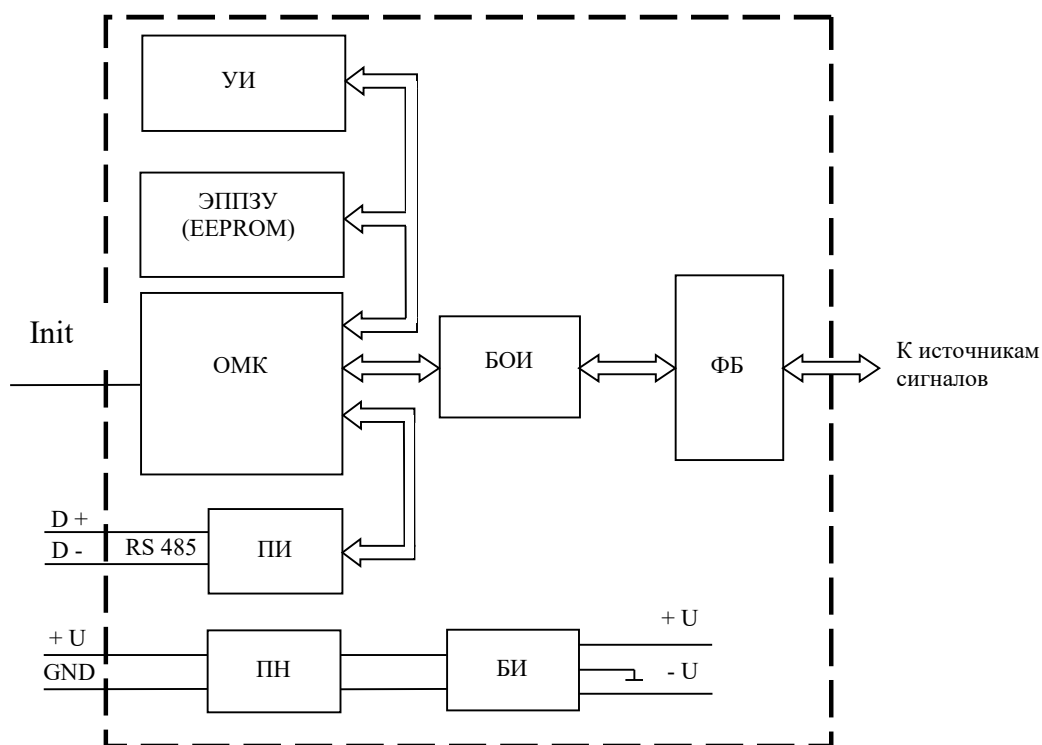 УИ
ЭППЗУ
(EEPROM)
Init
ОМК
БОИ
ФБ
К источникам
сигналов
D +
D -
RS 485
ПИ
+ U
GND
ПН
БИ
+ U
- U